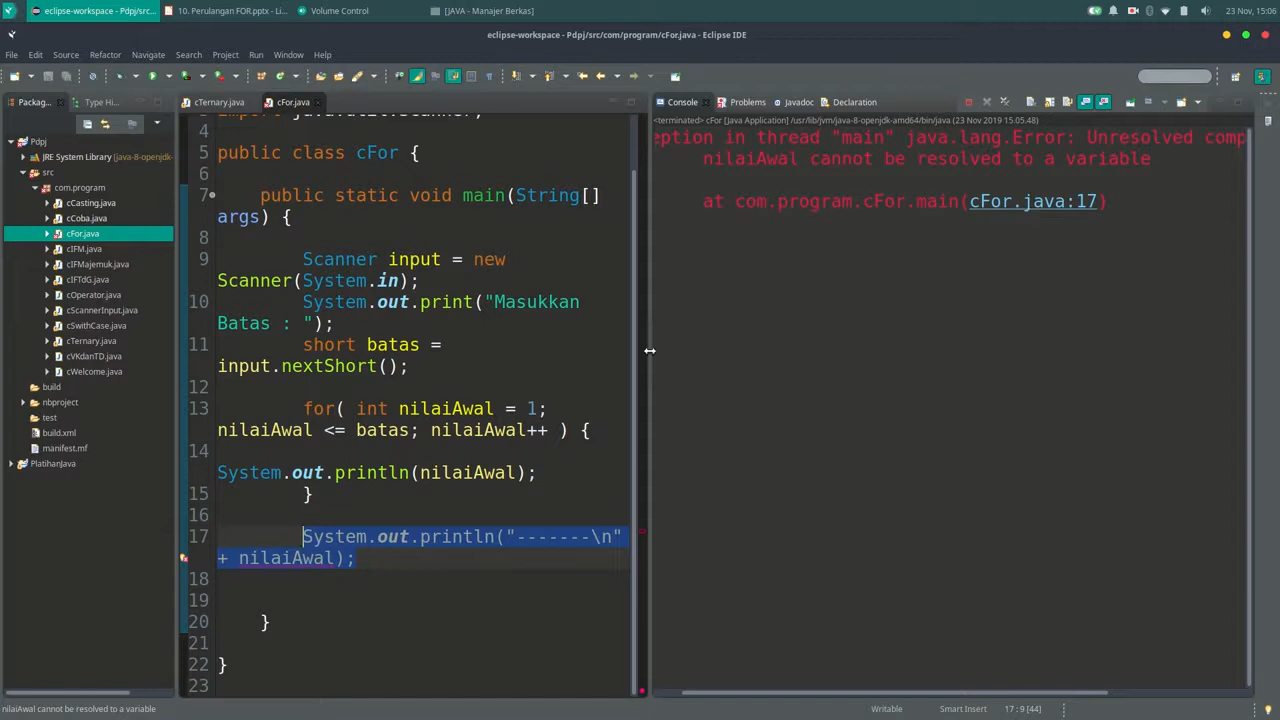 eclipse-workspace - Pdpj/src...
10. Perulangan FOR.pptx - Li...
Volume Control
[JAVA - Manajer Berkas]
23 Nov, 15:06
eclipse-workspace - Pdpj/src/com/program/cFor.java - Eclipse IDE
File Edit Source Refactor Navigate Search Project Run Window Help
Packag...
Type Hi...
cTernary.java
cFor.java
Console
Problems
Javadoc
Declaration
<terminated> cFor [Java Application] /usr/lib/jvm/java-8-openjdk-amd64/bin/java (23 Nov 2019 15.05.48)
Pdpj
JRE System Library [java-8-openjdk-
src
com.program
cCasting.java
cCoba.java
cFor.java
cIFM.java
cIFMajemuk.java
cIFTdG.java
cOperator.java
cScannerInput.java
cSwithCase.java
cTernary.java
cVKdanTD.java
cWelcome.java
build
nbproject
test
build.xml
manifest.mf
PlatihanJava
4
5 public class cFor {
6
7 public static void main(String[]
args) {
8
9 Scanner input = new
Scanner(System.in);
10 System.out.print("Masukkan
Batas : ");
11 short batas =
input.nextShort();
12
13 for( int nilaiAwal = 1;
nilaiAwal <= batas; nilaiAwal++ ) {
14
System.out.println(nilaiAwal);
15 }
16
17 System.out.println("-------\n"
+ nilaiAwal);
18
19
20 }
21
22 }
23
eption in thread "main" java.lang.Error: Unresolved comp
nilaiAwal cannot be resolved to a variable
at com.program.cFor.main(cFor.java:17)
nilaiAwal cannot be resolved to a variable
Writable
Smart Insert
17 : 9 [44]